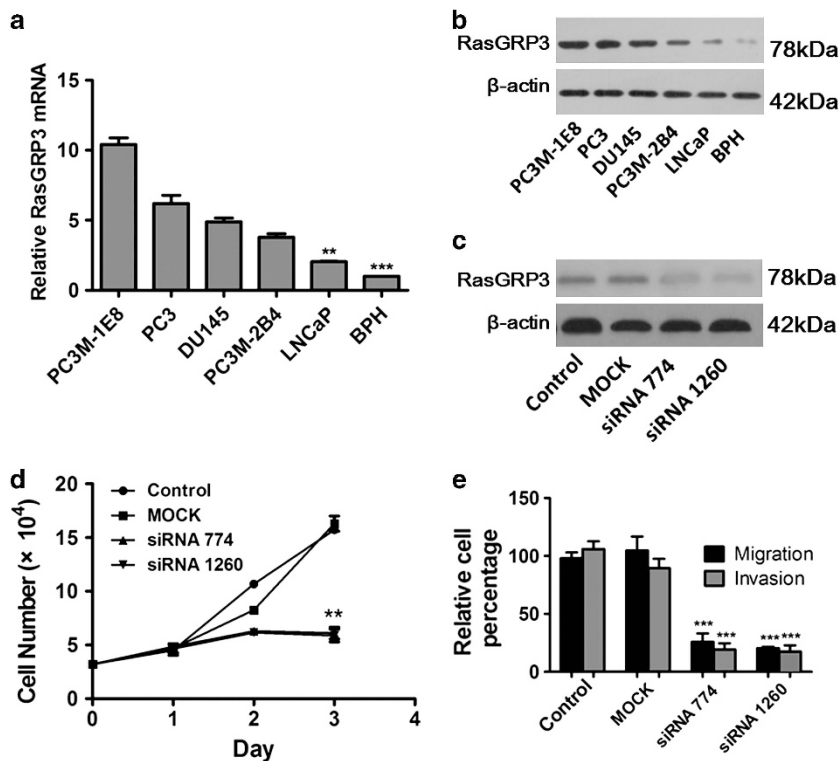 a
Relative RasGRP3 mRNA
15
10
5
0
**
***
PC3M-1E8
PC3
DU145
PC3M-2B4
LNCaP
BPH
b
RasGRP3
78kDa
β-actin
42kDa
PC3M-1E8
PC3
DU145
PC3M-2B4
LNCaP
BPH
c
RasGRP3
78kDa
β-actin
42kDa
Control
MOCK
siRNA 774
siRNA 1260
d
Cell Number (× 10⁴)
20
15
10
5
0
Control
MOCK
siRNA 774
siRNA 1260
**
0
1
2
3
4
Day
e
Relative cell
percentage
150
100
50
0
Migration
Invasion
*** ***
*** ***
Control
MOCK
siRNA 774
siRNA 1260